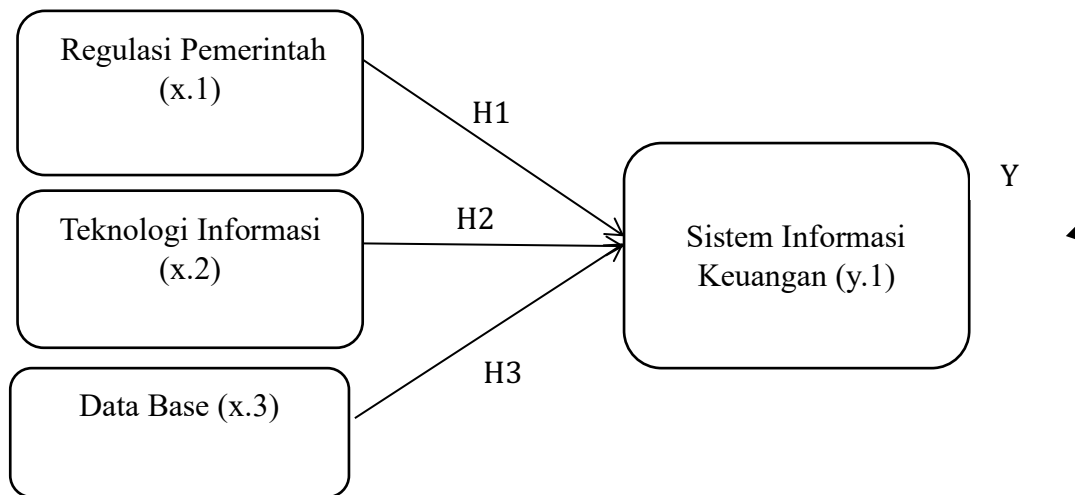 Regulasi Pemerintah
(x.1)
H1
Teknologi Informasi
(x.2)
H2
Data Base (x.3)
H3
Sistem Informasi
Keuangan (y.1)
Y